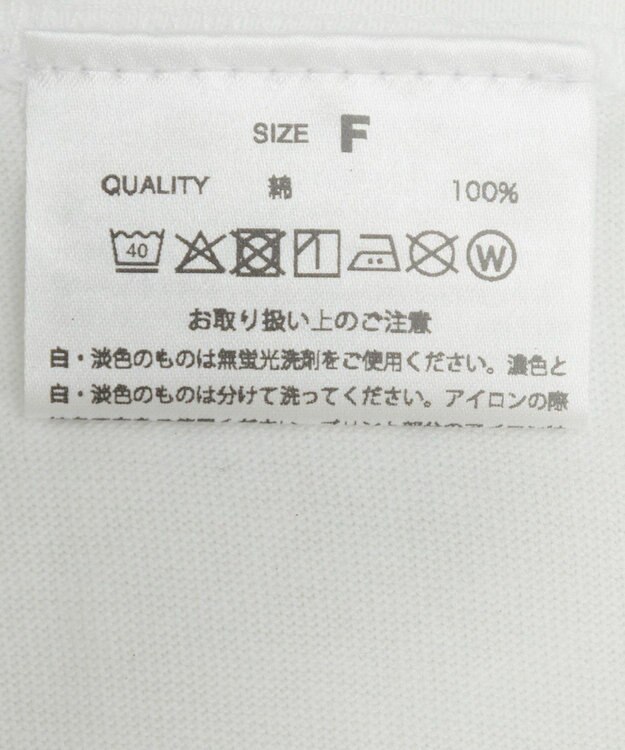 SIZE F
QUALITY 綿 100%
40 W
お取り扱い上のご注意
白・淡色のものは無蛍光洗剤をご使用ください。濃色と
白・淡色のものは分けて洗ってください。アイロンの際